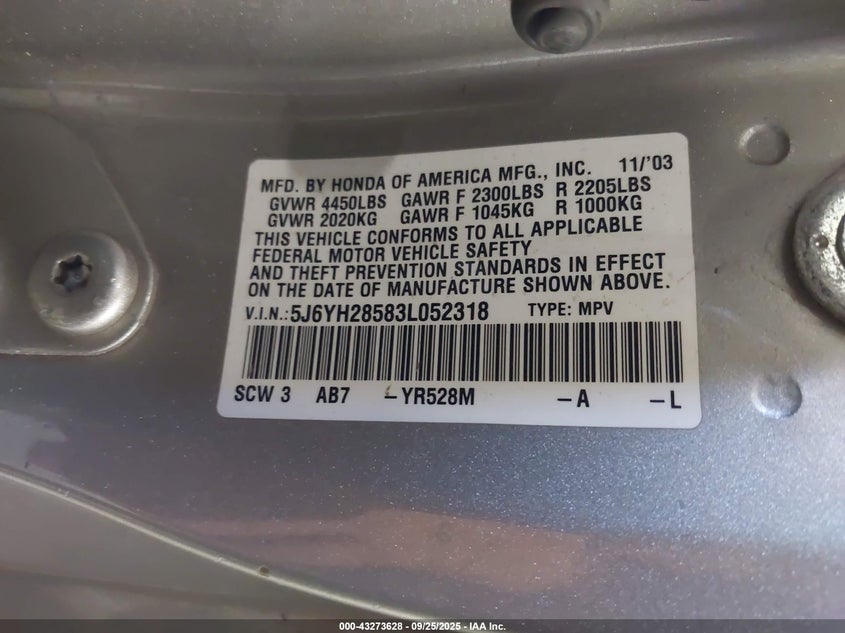 MFD. BY HONDA OF AMERICA MFG., INC. 11/'03
GVWR 4450LBS GAWR F 2300LBS R 2205LBS
GVWR 2020KG GAWR F 1045KG R 1000KG
THIS VEHICLE CONFORMS TO ALL APPLICABLE
FEDERAL MOTOR VEHICLE SAFETY
AND THEFT PREVENTION STANDARDS IN EFFECT
ON THE DATE OF MANUFACTURE SHOWN ABOVE.
V.I.N.:5J6YH28583L052318 TYPE: MPV
SCW 3 AB7 –YR528M –A –L
000-43273628 - 09/25/2025 - IAA Inc.